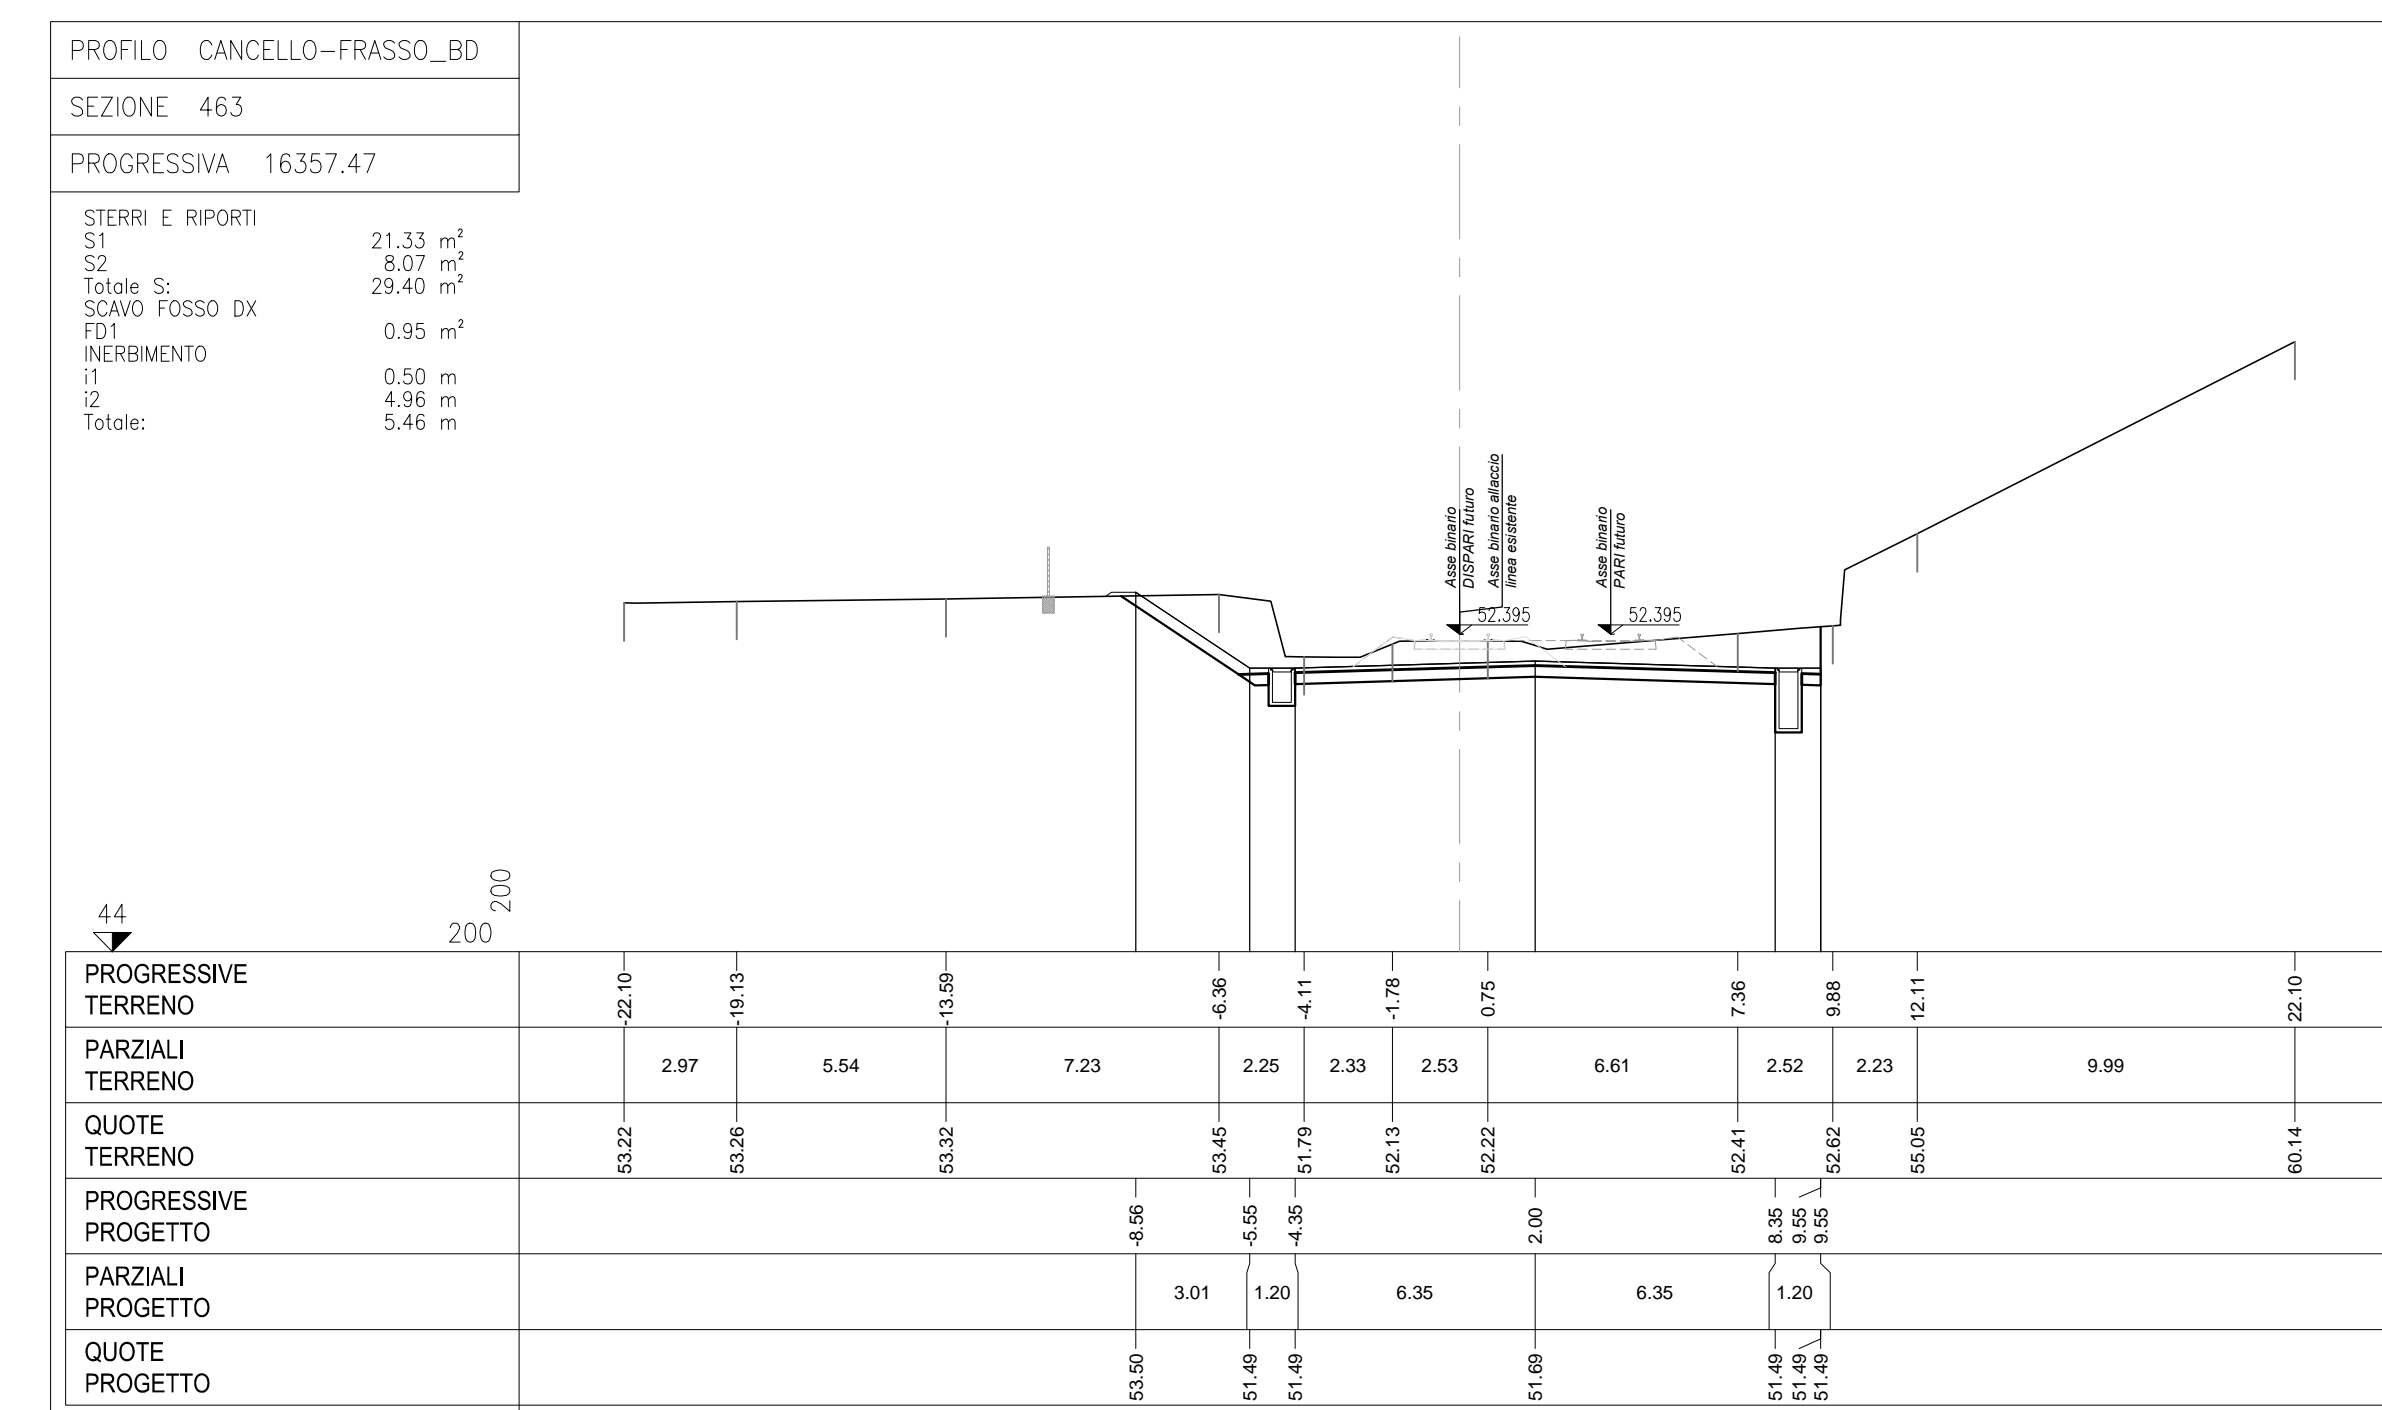 PROFILO CANCELLO-FRASSO_BD
SEZIONE 463
PROGRESSIVA 16357.47
STERRI E RIPORTI
S1 21.33 m²
S2 8.07 m²
Totale S: 29.40 m²
SCAVO FOSSO DX
FD1 0.95 m²
INERBIMENTO
i1 0.50 m
i2 4.96 m
Totale: 5.46 m
Asse binario
DISPARI futuro
Asse binario allaccio
linea esistente
Asse binario
PARI futuro
52.395
52.395
44
200
200
PROGRESSIVE
TERRENO
-22.10 -19.13 -13.59 -6.36 -4.11 -1.78 0.75 7.36 9.88 12.11 22.10
PARZIALI
TERRENO
2.97 5.54 7.23 2.25 2.33 2.53 6.61 2.52 2.23 9.99
QUOTE
TERRENO
53.22 53.26 53.32 53.45 51.79 52.13 52.22 52.41 52.62 55.05 60.14
PROGRESSIVE
PROGETTO
-8.56 -5.55 -4.35 2.00 8.35 9.55 9.55
PARZIALI
PROGETTO
3.01 1.20 6.35 6.35 1.20
QUOTE
PROGETTO
53.50 51.49 51.49 51.69 51.49 51.49 51.49